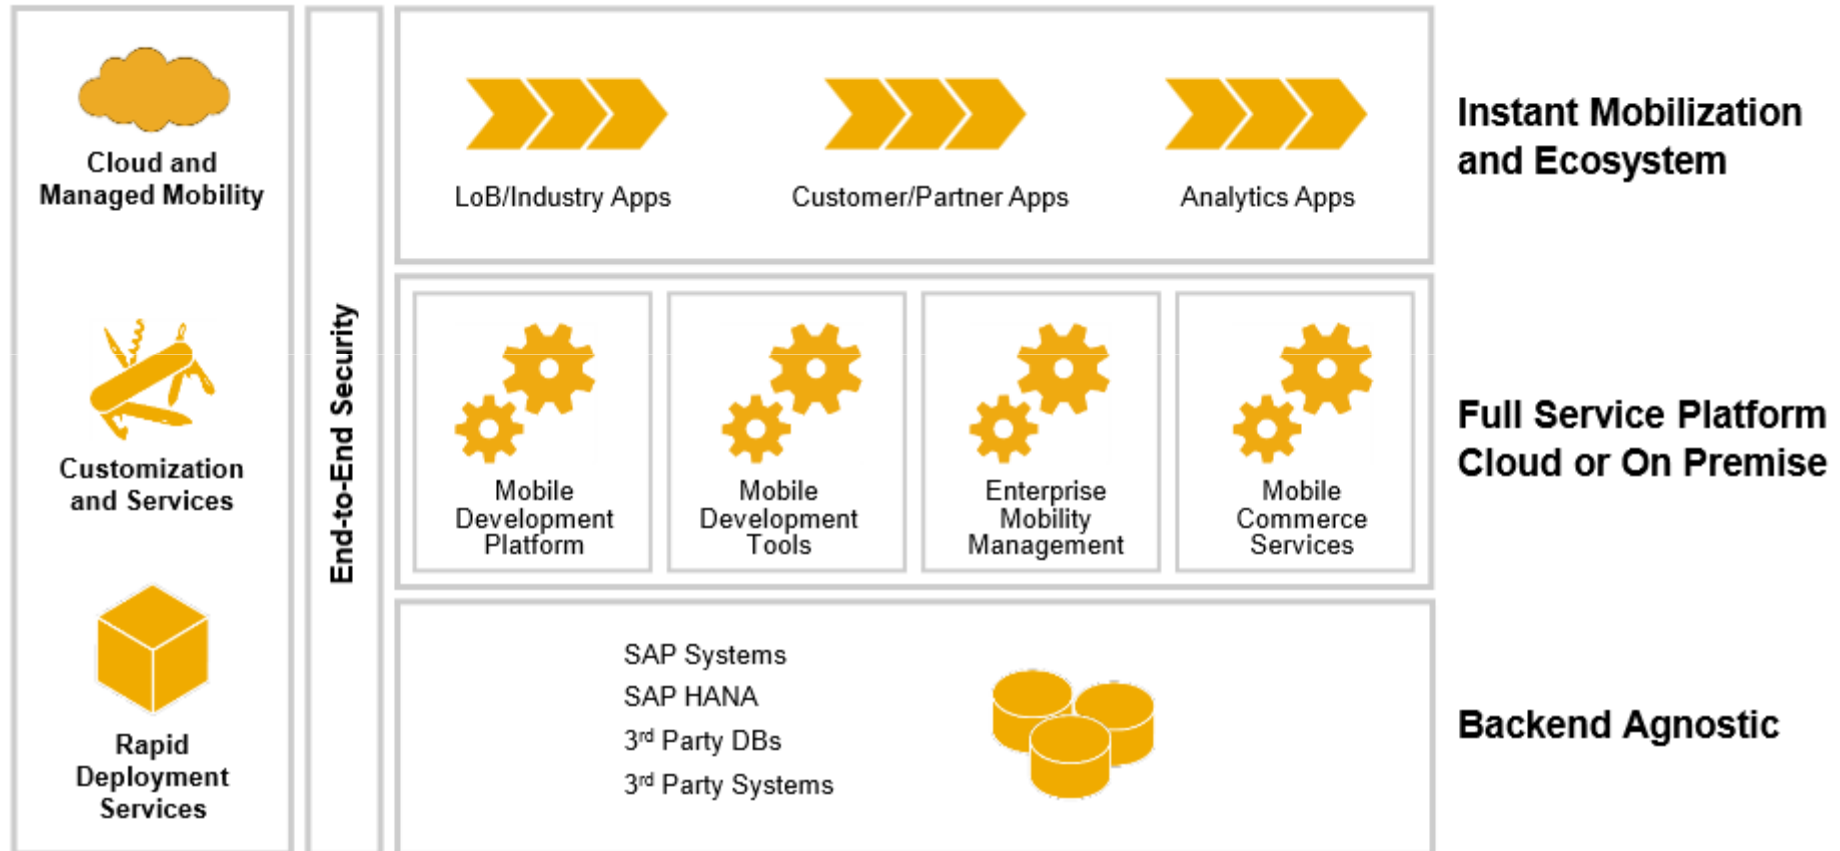 Cloud and
Managed Mobility
Customization
and Services
Rapid
Deployment
Services
End-to-End Security
LoB/Industry Apps
Customer/Partner Apps
Analytics Apps
Instant Mobilization
and Ecosystem
Mobile
Development
Platform
Mobile
Development
Tools
Enterprise
Mobility
Management
Mobile
Commerce
Services
Full Service Platform
Cloud or On Premise
SAP Systems
SAP HANA
3rd Party DBs
3rd Party Systems
Backend Agnostic